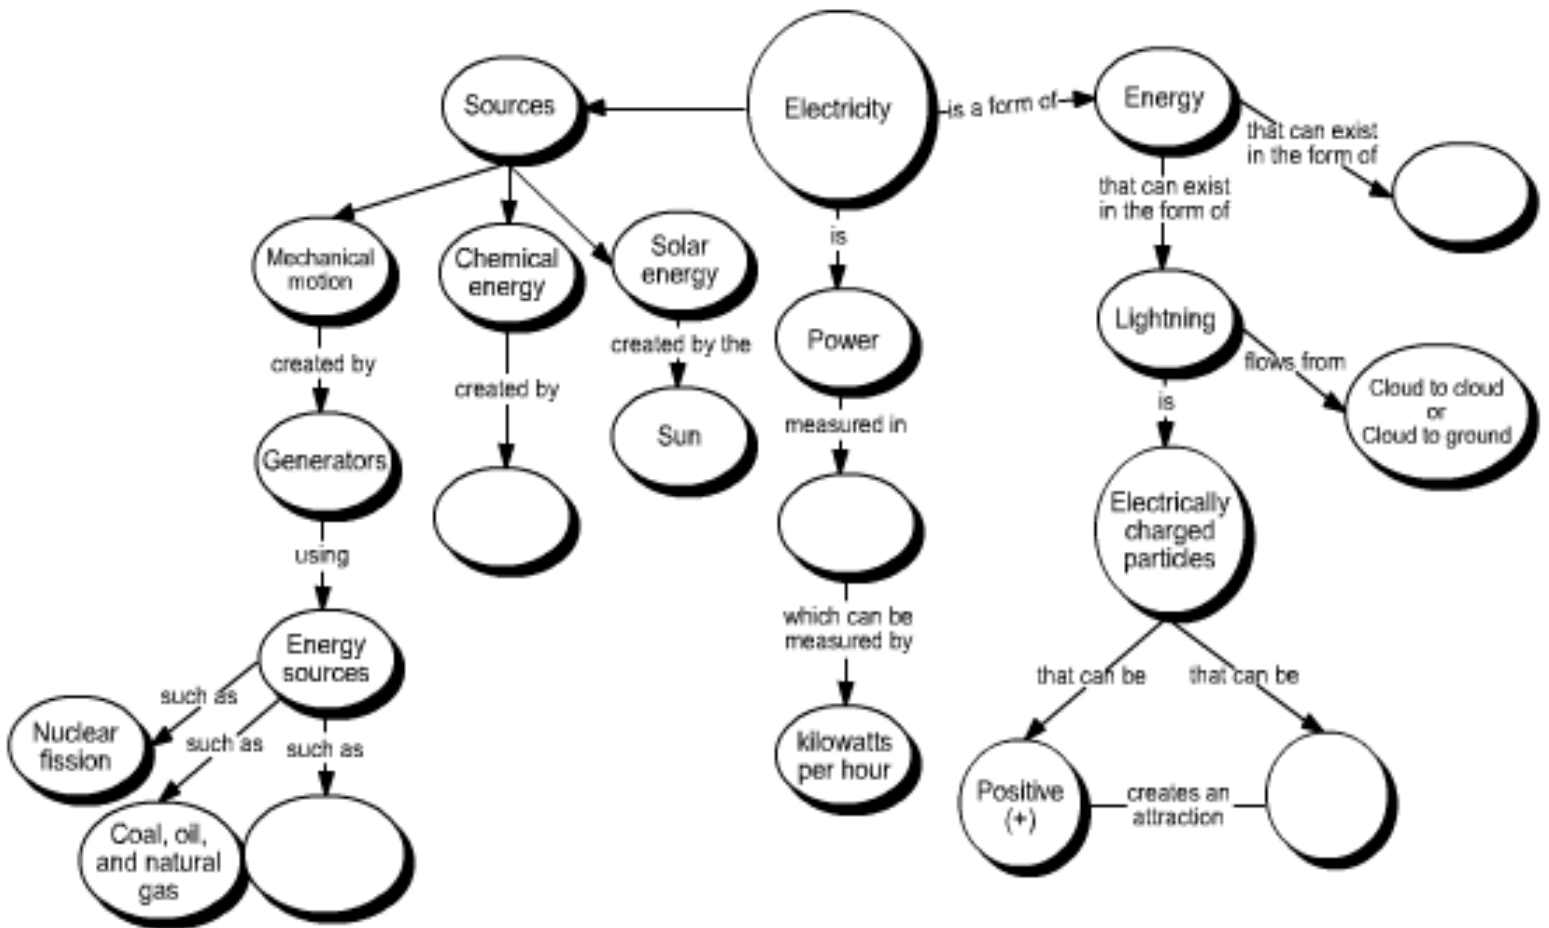 Electricity
Sources
is a form of
Energy
that can exist
in the form of
that can exist
in the form of
Mechanical
motion
Chemical
energy
Solar
energy
is
created by
created by
created by the
Power
Lightning
flows from
Cloud to cloud
or
Cloud to ground
Generators
Sun
measured in
is
Electrically
charged
particles
using
which can be
measured by
Energy
sources
that can be
that can be
such as
such as
such as
Nuclear
fission
kilowatts
per hour
Positive
(+)
creates an
attraction
Coal, oil,
and natural
gas